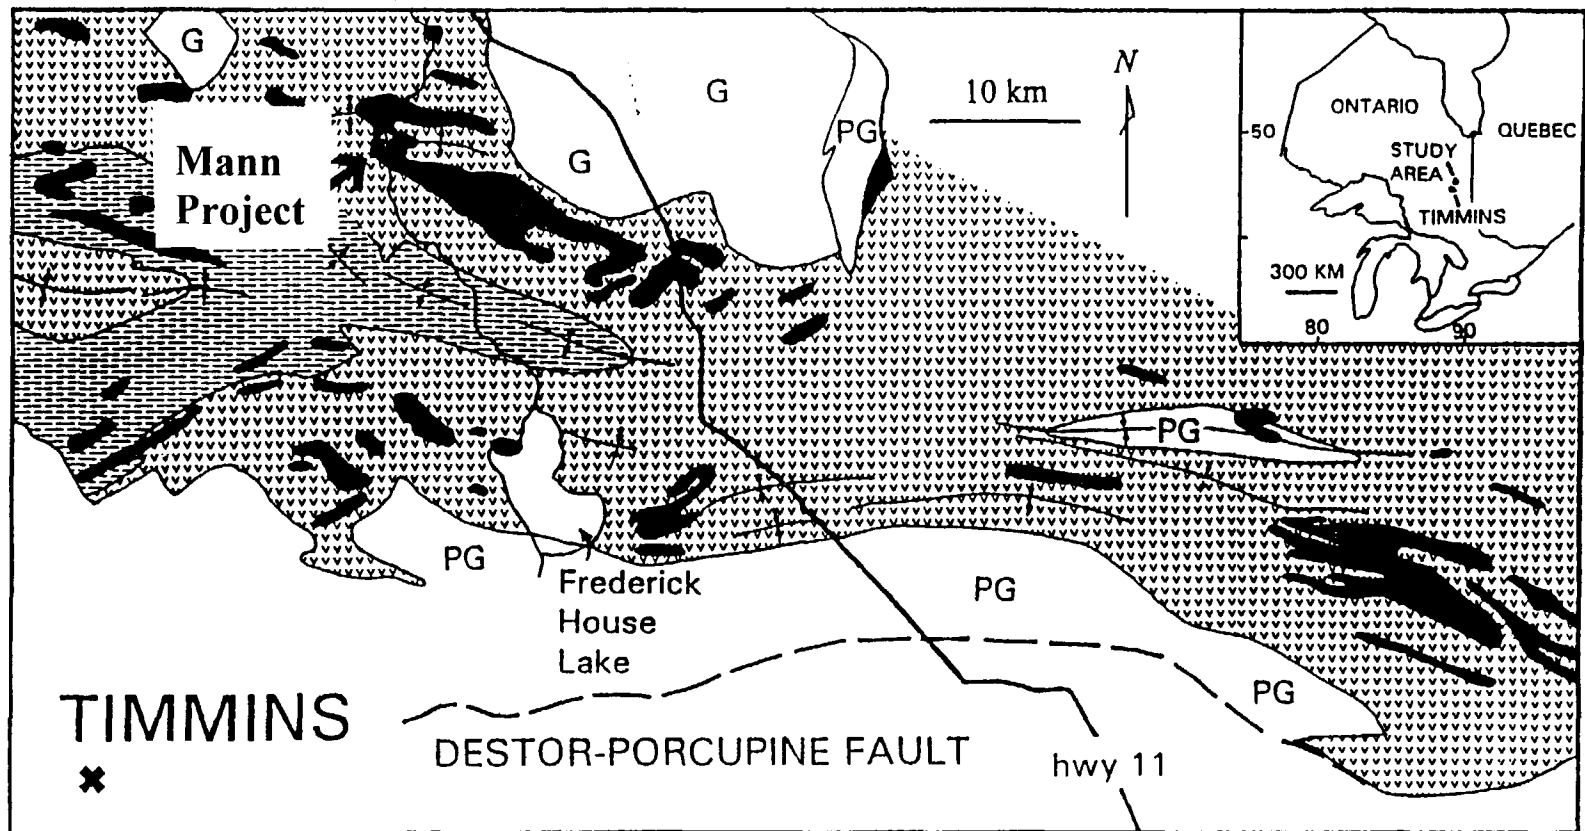 G
G
G
PG
10 km
N
Mann
Project
ONTARIO
QUEBEC
50
STUDY
AREA
TIMMINS
300 KM
80
90
PG
PG
PG
PG
Frederick
House
Lake
TIMMINS
DESTOR-PORCUPINE FAULT
hwy 11